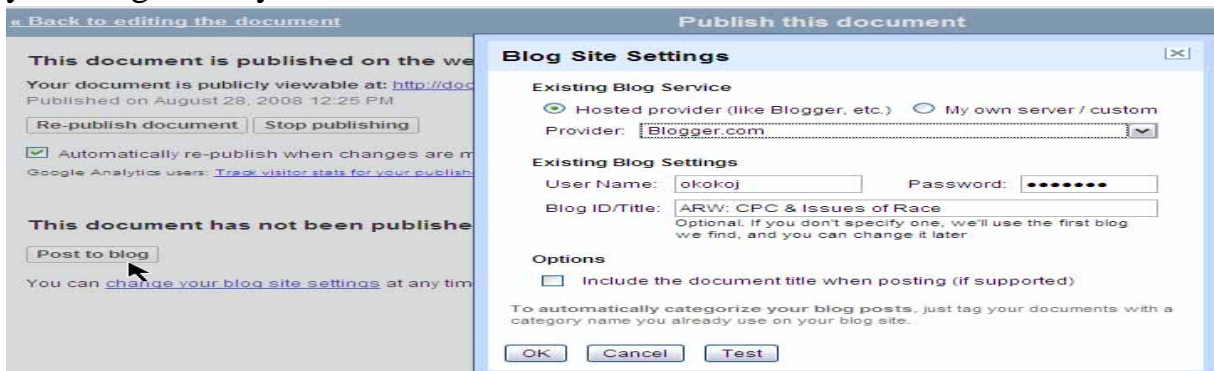 « Back to editing the document
Publish this document
This document is published on the we
Your document is publicly viewable at: http://doc
Published on August 28, 2008 12:25 PM
Re-publish document Stop publishing
Automatically re-publish when changes are m
Google Analytics users: Track visitor stats for your publish
This document has not been publishe
Post to blog
You can change your blog site settings at any tim
Blog Site Settings
Existing Blog Service
Hosted provider (like Blogger, etc.) My own server / custom
Provider: Blogger.com
Existing Blog Settings
User Name: okokoj Password: •••••••
Blog ID/Title: ARW: CPC & Issues of Race
Optional. If you don't specify one, we'll use the first blog
we find, and you can change it later
Options
Include the document title when posting (if supported)
To automatically categorize your blog posts, just tag your documents with a
category name you already use on your blog site.
OK Cancel Test